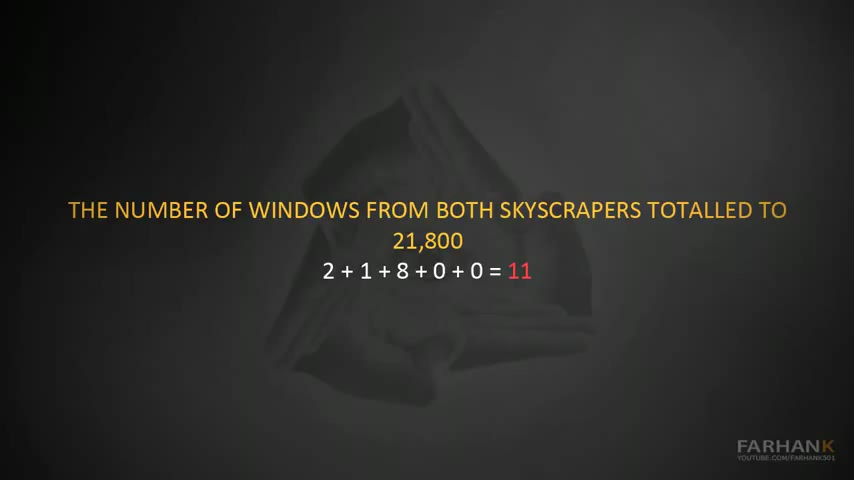 THE NUMBER OF WINDOWS FROM BOTH SKYSCRAPERS TOTALLED TO
21,800
2 + 1 + 8 + 0 + 0 = 11
FARHANK
YOUTUBE.COM/FARHANK501